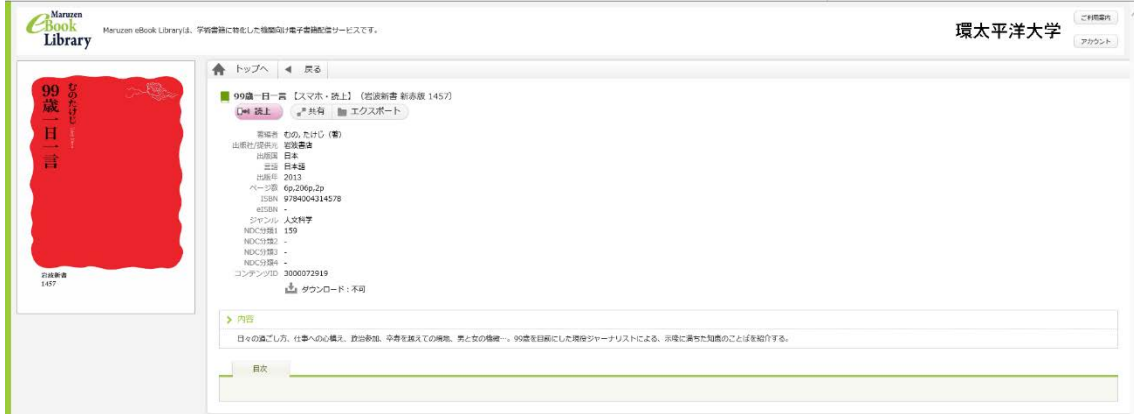 Maruzen
eBook
Library
Maruzen eBook Libraryは、学術書籍に特化した機関向け電子書籍配信サービスです。
環太平洋大学
ご利用案内
アカウント
トップへ
戻る
99歳一日一言
むのたけじ
岩波新書
1457
99歳一日一言 【スマホ・読上】（岩波新書 新赤版 1457）
読上 共有 エクスポート
著編者 むの, たけじ（著）
出版社/提供元 岩波書店
出版国 日本
言語 日本語
出版年 2013
ページ数 6p,206p,2p
ISBN 9784004314578
eISBN -
ジャンル 人文科学
NDC分類1 159
NDC分類2 -
NDC分類3 -
NDC分類4 -
コンテンツID 3000072919
ダウンロード：不可
内容
日々の過ごし方、仕事への心構え、政治参加、卒寿を越えての境地、男と女の機微…。99歳を目前にした現役ジャーナリストによる、示唆に満ちた知恵のことばを紹介する。
目次